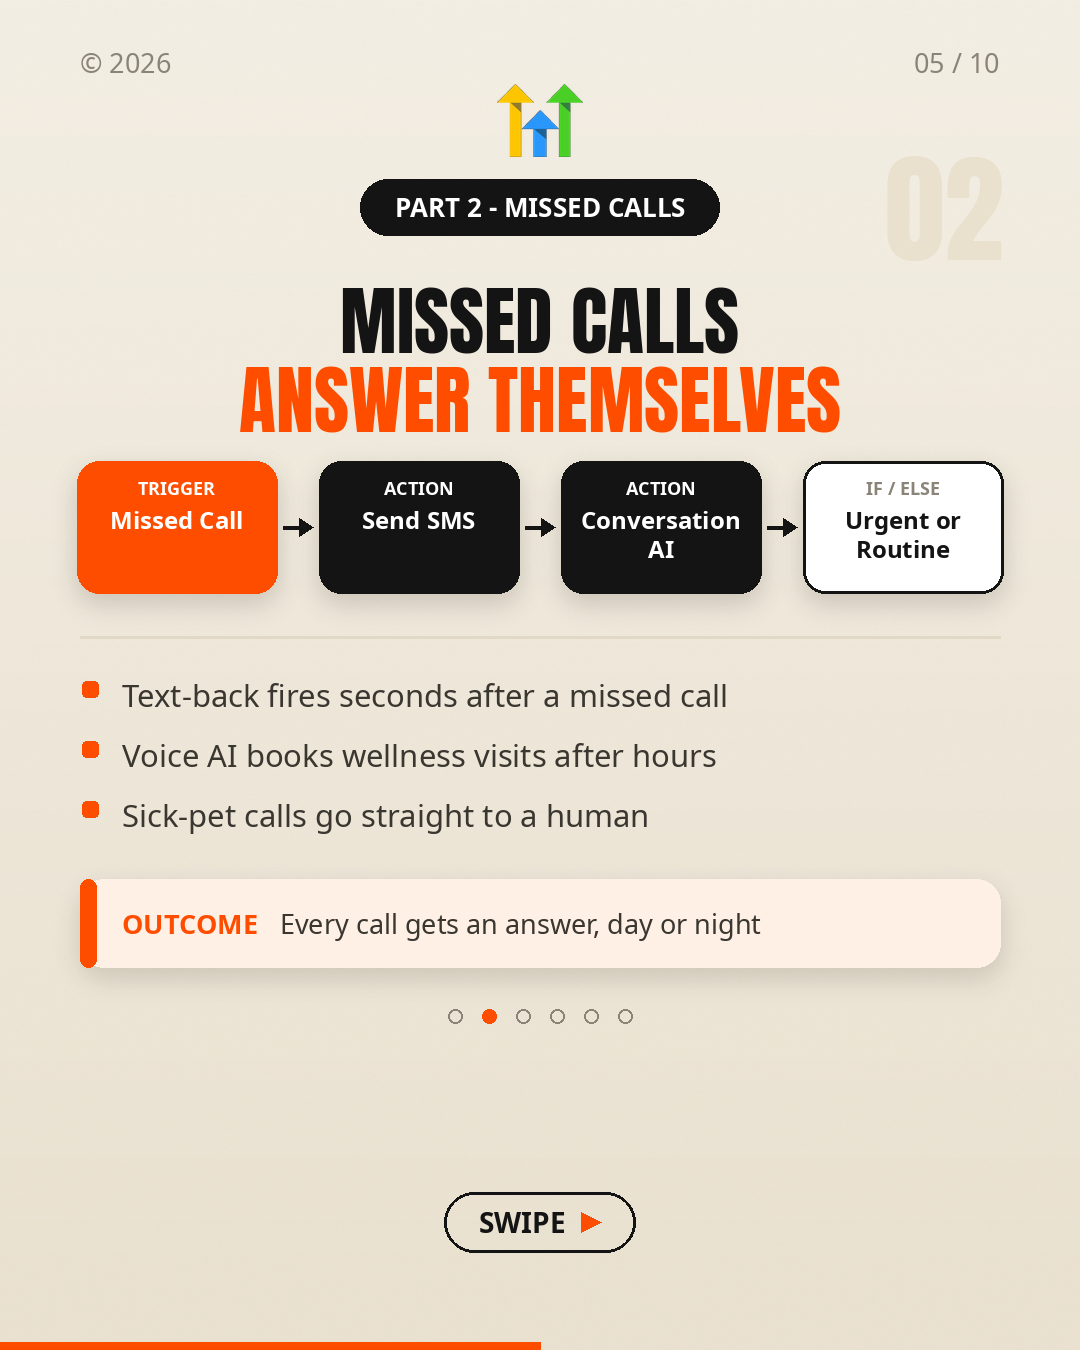 © 2026
05 / 10
PART 2 - MISSED CALLS
02
MISSED CALLS
ANSWER THEMSELVES
TRIGGER
Missed Call
ACTION
Send SMS
ACTION
Conversation
AI
IF / ELSE
Urgent or
Routine
Text-back fires seconds after a missed call
Voice AI books wellness visits after hours
Sick-pet calls go straight to a human
OUTCOME Every call gets an answer, day or night
SWIPE